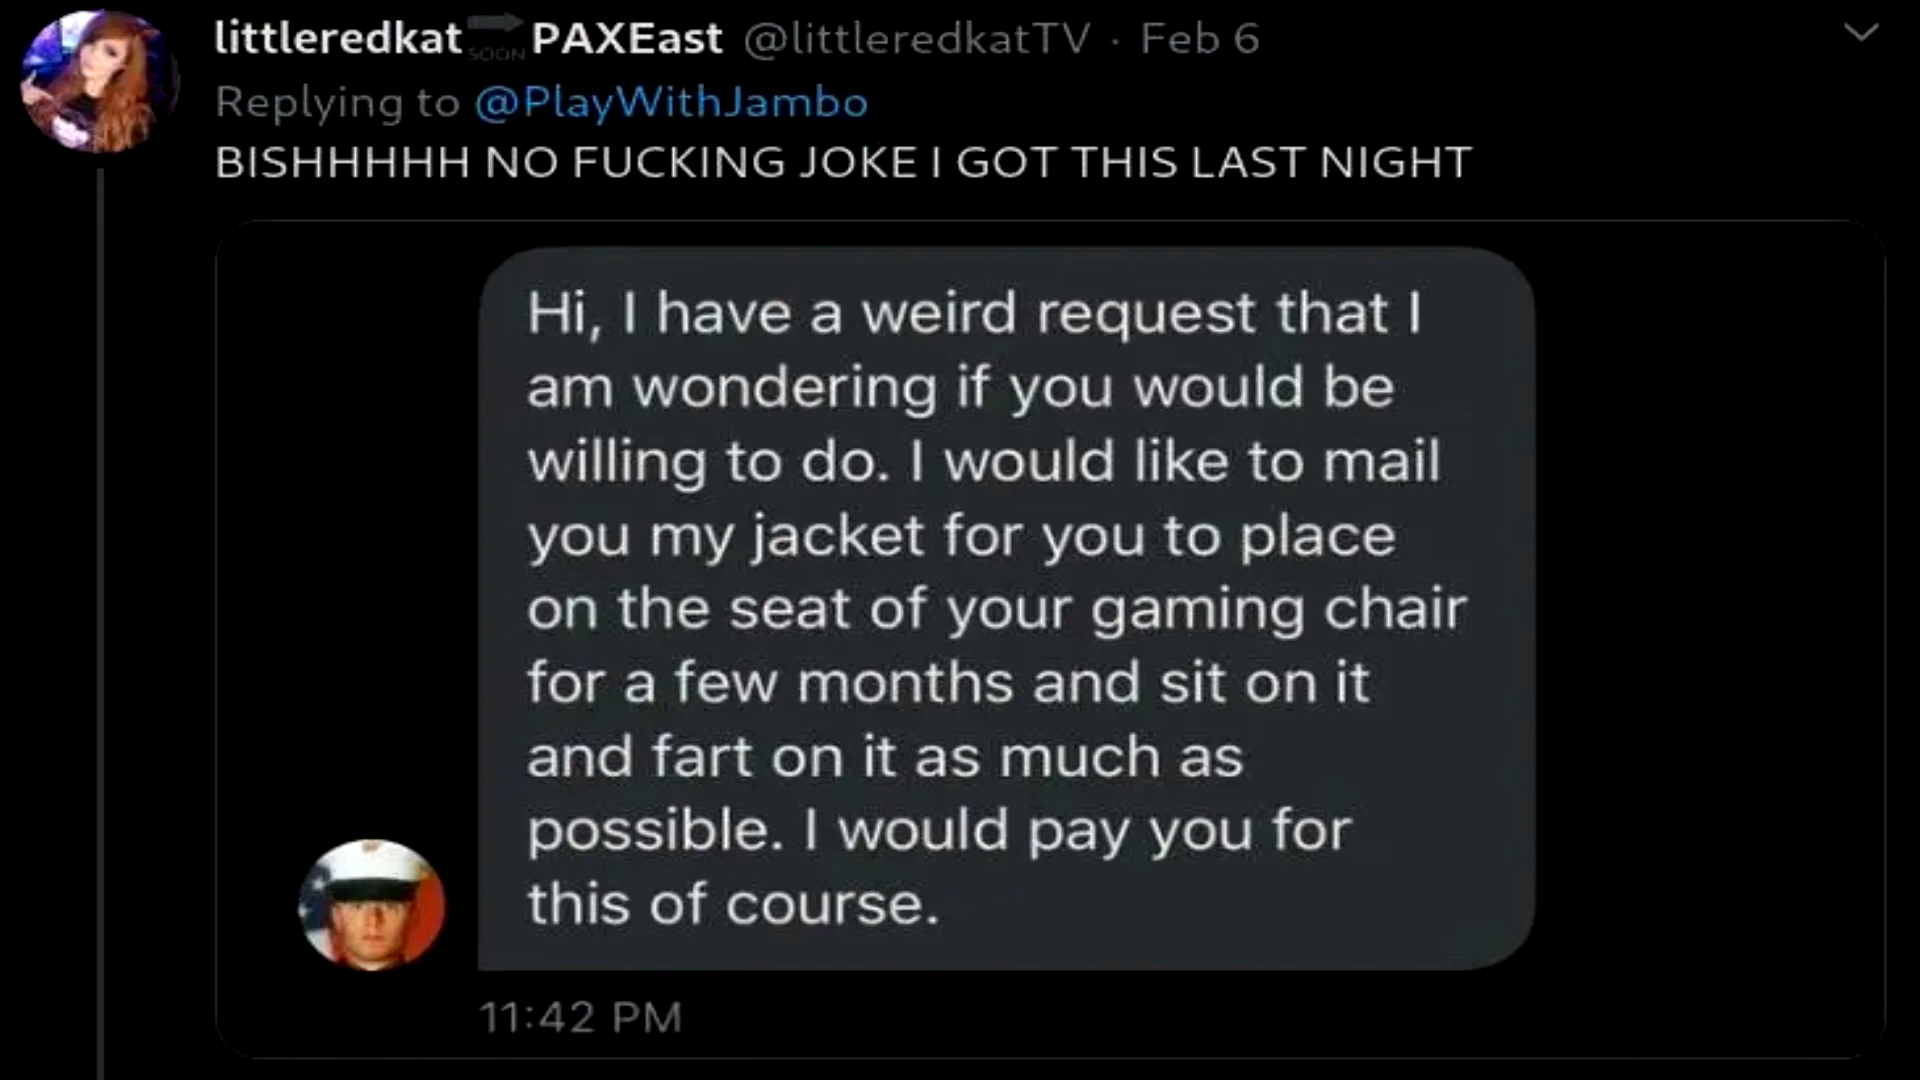 littleredkat SOON PAXEast @littleredkatTV · Feb 6
Replying to @PlayWithJambo
BISHHHHH NO FUCKING JOKE I GOT THIS LAST NIGHT
Hi, I have a weird request that I
am wondering if you would be
willing to do. I would like to mail
you my jacket for you to place
on the seat of your gaming chair
for a few months and sit on it
and fart on it as much as
possible. I would pay you for
this of course.
11:42 PM